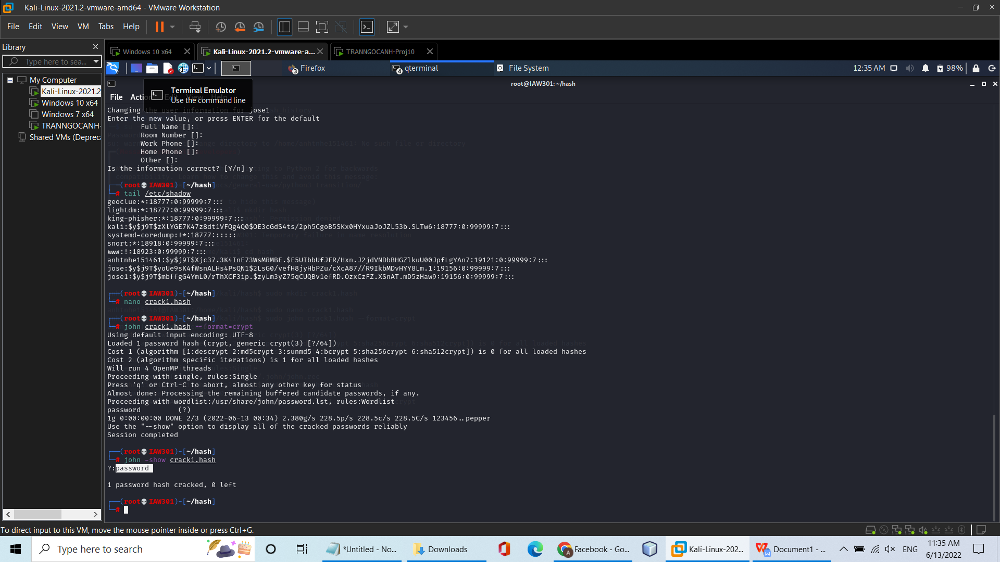 Kali-Linux-2021.2-vmware-amd64 - VMware Workstation
File Edit View VM Tabs Help
Library
Type here to sea...
Windows 10 x64
Kali-Linux-2021.2-vmware-a...
TRANNGOCANH-Proj10
My Computer
Kali-Linux-2021.2
Windows 10 x64
Windows 7 x64
TRANNGOCANH-
Shared VMs (Depreca
3 Firefox
4 qterminal
File System
12:35 AM
98%
root@IAW301: ~/hash
File Actio
Terminal Emulator
Use the command line
Changing the user information for jose1
Enter the new value, or press ENTER for the default
Full Name []:
Room Number []:
Work Phone []:
Home Phone []:
Other []:
Is the information correct? [Y/n] y
(root💀IAW301)-[~/hash]
# tail /etc/shadow
geoclue:*:18777:0:99999:7:::
lightdm:*:18777:0:99999:7:::
king-phisher:*:18777:0:99999:7:::
kali:$y$j9T$zXlYGE7K47z8dt1VFQg4Q0$OE3cGdS4ts/2ph5CgoB5SKx0HYxuaJoJZL53b.SLTw6:18777:0:99999:7:::
systemd-coredump:!*:18777::::::
snort:*:18918:0:99999:7:::
www:!:18923:0:99999:7:::
anhtnhe151461:$y$j9T$Xjc37.3K4InE73WsMRMBE.$E5UIbbUfJFR/Hxn.J2jdVNDbBHGZlkuU00JpfLgYAn7:19121:0:99999:7:::
jose:$y$j9T$yoUe9sK4fWsnALHs4PsQN1$2LsG0/vefH8jyHbPZu/cXcA87//R9IkbMDvHYY8Lm.1:19156:0:99999:7:::
jose1:$y$j9T$mbffgG4YmL0/rThXCF3ip.$zyLm3yZ75qCUQBv1efRD.OzxCzFZ.XSnAT.mD5zHaw9:19156:0:99999:7:::
(root💀IAW301)-[~/hash]
# nano crack1.hash
(root💀IAW301)-[~/hash]
# john crack1.hash --format=crypt
Using default input encoding: UTF-8
Loaded 1 password hash (crypt, generic crypt(3) [?/64])
Cost 1 (algorithm [1:descrypt 2:md5crypt 3:sunmd5 4:bcrypt 5:sha256crypt 6:sha512crypt]) is 0 for all loaded hashes
Cost 2 (algorithm specific iterations) is 1 for all loaded hashes
Will run 4 OpenMP threads
Proceeding with single, rules:Single
Press 'q' or Ctrl-C to abort, almost any other key for status
Almost done: Processing the remaining buffered candidate passwords, if any.
Proceeding with wordlist:/usr/share/john/password.lst, rules:Wordlist
password (?)
1g 0:00:00:00 DONE 2/3 (2022-06-13 00:34) 2.380g/s 228.5p/s 228.5c/s 228.5C/s 123456..pepper
Use the "--show" option to display all of the cracked passwords reliably
Session completed
(root💀IAW301)-[~/hash]
# john -show crack1.hash
?:password
1 password hash cracked, 0 left
(root💀IAW301)-[~/hash]
#
To direct input to this VM, move the mouse pointer inside or press Ctrl+G.
Type here to search
*Untitled - No...
Downloads
Facebook - Go...
Kali-Linux-202...
Document1 - ...
ENG
11:35 AM
6/13/2022